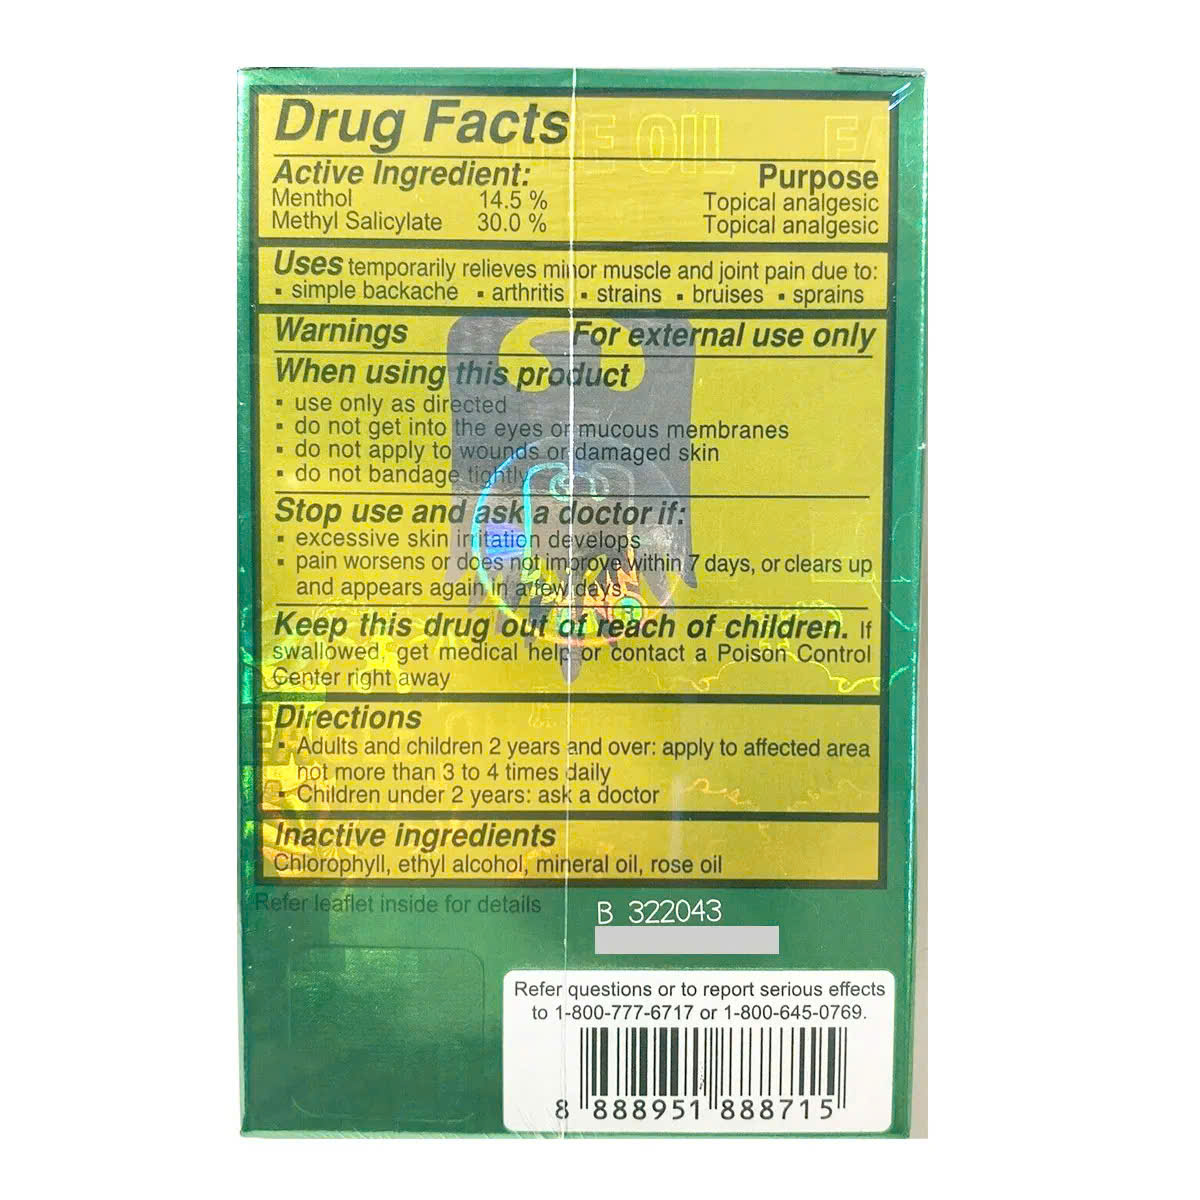 Drug Facts
Active Ingredient: Purpose
Menthol 14.5 % Topical analgesic
Methyl Salicylate 30.0 % Topical analgesic
Uses temporarily relieves minor muscle and joint pain due to:
▪ simple backache ▪ arthritis ▪ strains ▪ bruises ▪ sprains
Warnings For external use only
When using this product
▪ use only as directed
▪ do not get into the eyes or mucous membranes
▪ do not apply to wounds or damaged skin
▪ do not bandage tightly
Stop use and ask a doctor if:
▪ excessive skin irritation develops
▪ pain worsens or does not improve within 7 days, or clears up
and appears again in a few days.
Keep this drug out of reach of children. If
swallowed, get medical help or contact a Poison Control
Center right away
Directions
▪ Adults and children 2 years and over: apply to affected area
not more than 3 to 4 times daily
▪ Children under 2 years: ask a doctor
Inactive ingredients
Chlorophyll, ethyl alcohol, mineral oil, rose oil
Refer leaflet inside for details
B 322043
Refer questions or to report serious effects
to 1-800-777-6717 or 1-800-645-0769.
8 888951 888715